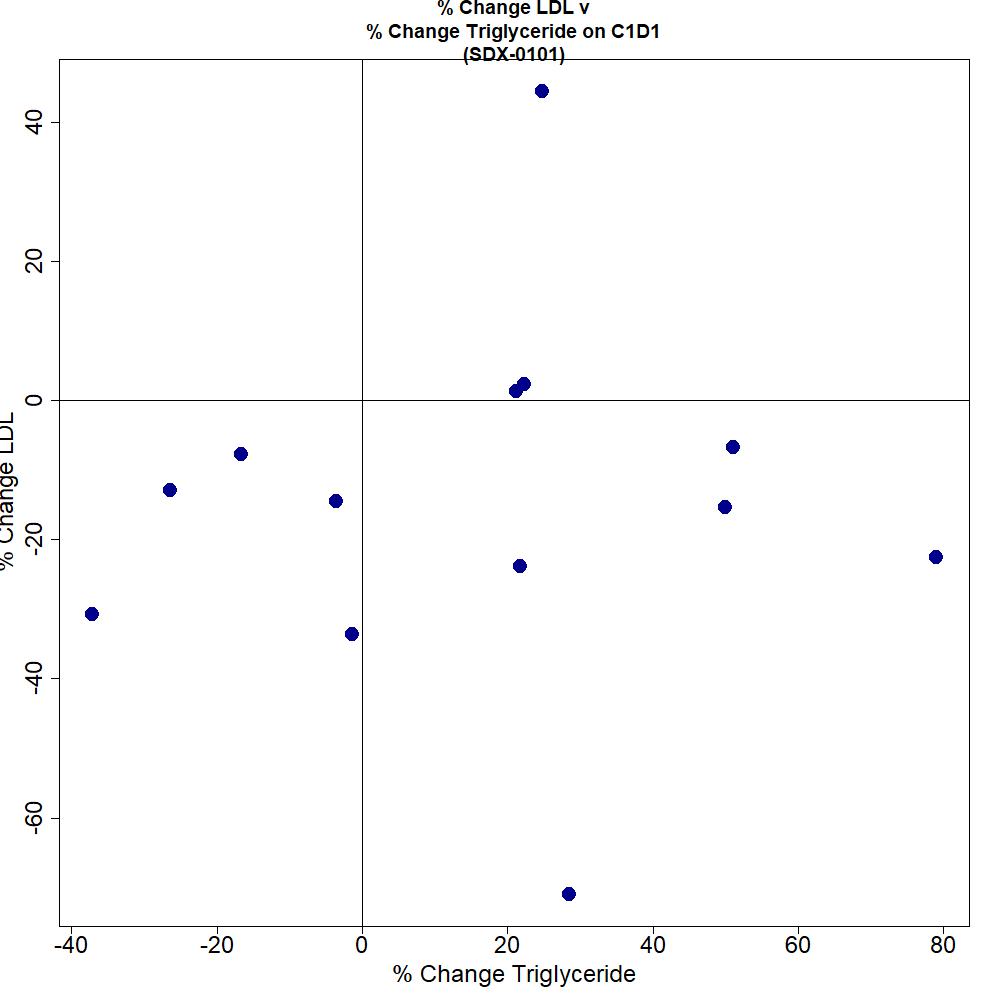 % Change LDL v
% Change Triglyceride on C1D1
(SDX-0101)
% Change LDL
40
20
0
-20
-40
-60
-40
-20
0
20
40
60
80
% Change Triglyceride